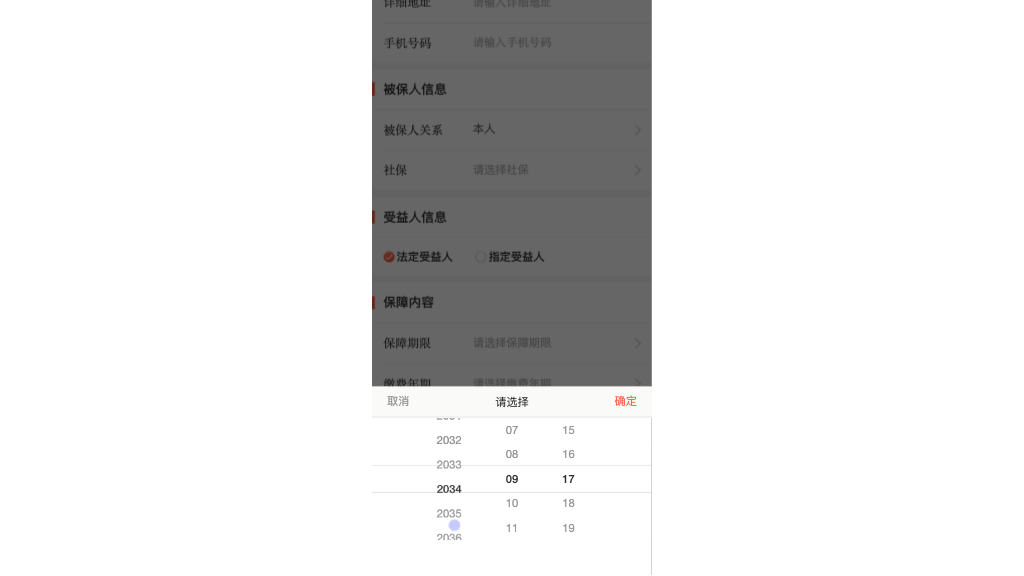 详细地址 请输入详细地址
手机号码 请输入手机号码
被保人信息
被保人关系 本人
社保 请选择社保
受益人信息
法定受益人 指定受益人
保障内容
保障期限 请选择保障期限
缴费年期 请选择缴费年期
取消 请选择 确定
2031
07 15
2032
08 16
2033
09 17
2034
10 18
2035
11 19
2036